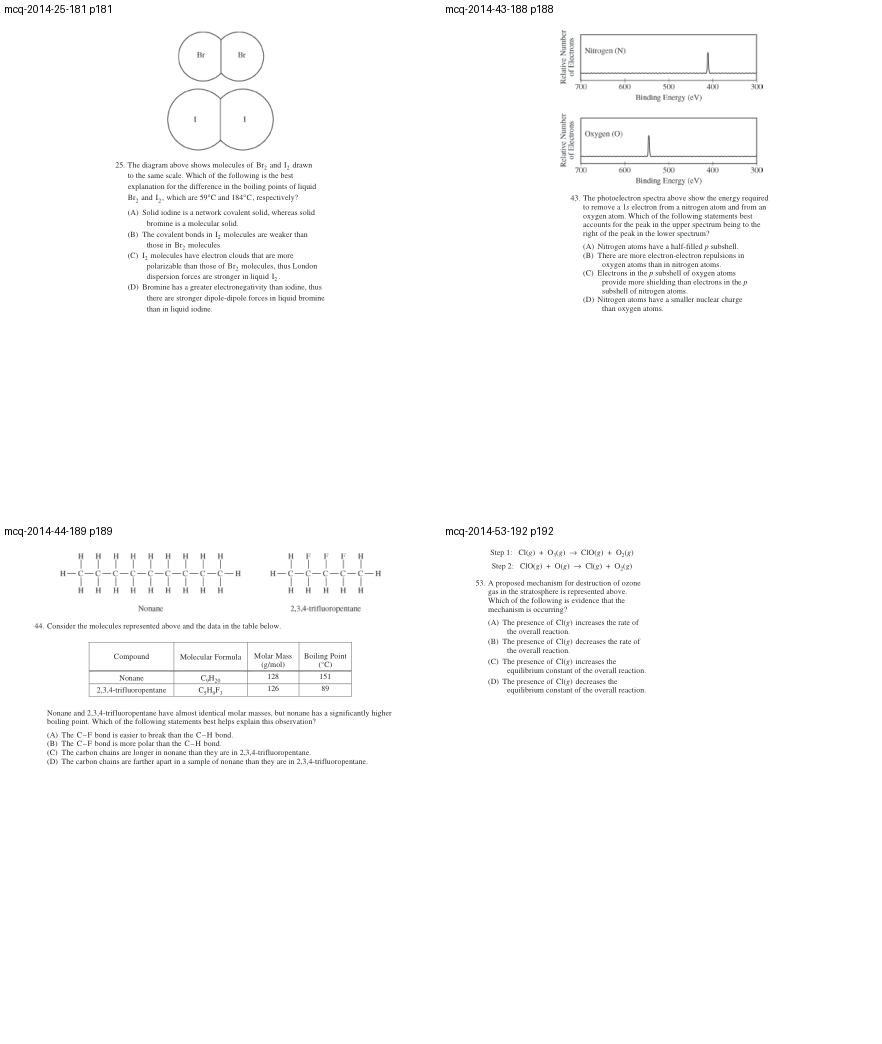 mcq-2014-25-181 p181
Br Br
I I
25. The diagram above shows molecules of Br₂ and I₂ drawn
to the same scale. Which of the following is the best
explanation for the difference in the boiling points of liquid
Br₂ and I₂, which are 59°C and 184°C, respectively?
(A) Solid iodine is a network covalent solid, whereas solid
bromine is a molecular solid.
(B) The covalent bonds in I₂ molecules are weaker than
those in Br₂ molecules.
(C) I₂ molecules have electron clouds that are more
polarizable than those of Br₂ molecules, thus London
dispersion forces are stronger in liquid I₂.
(D) Bromine has a greater electronegativity than iodine, thus
there are stronger dipole-dipole forces in liquid bromine
than in liquid iodine.
mcq-2014-43-188 p188
Relative Number
of Electrons
Nitrogen (N)
700 600 500 400 300
Binding Energy (eV)
Relative Number
of Electrons
Oxygen (O)
700 600 500 400 300
Binding Energy (eV)
43. The photoelectron spectra above show the energy required
to remove a 1s electron from a nitrogen atom and from an
oxygen atom. Which of the following statements best
accounts for the peak in the upper spectrum being to the
right of the peak in the lower spectrum?
(A) Nitrogen atoms have a half-filled p subshell.
(B) There are more electron-electron repulsions in
oxygen atoms than in nitrogen atoms.
(C) Electrons in the p subshell of oxygen atoms
provide more shielding than electrons in the p
subshell of nitrogen atoms.
(D) Nitrogen atoms have a smaller nuclear charge
than oxygen atoms.
mcq-2014-44-189 p189
H H H H H H H H H
H—C—C—C—C—C—C—C—C—C—H
H H H H H H H H H
Nonane
H F F F H
H—C—C—C—C—C—H
H H H H H
2,3,4-trifluoropentane
44. Consider the molecules represented above and the data in the table below.
Compound Molecular Formula Molar Mass (g/mol) Boiling Point (°C)
Nonane C₉H₂₀ 128 151
2,3,4-trifluoropentane C₅H₉F₃ 126 89
Nonane and 2,3,4-trifluoropentane have almost identical molar masses, but nonane has a significantly higher
boiling point. Which of the following statements best helps explain this observation?
(A) The C–F bond is easier to break than the C–H bond.
(B) The C–F bond is more polar than the C–H bond.
(C) The carbon chains are longer in nonane than they are in 2,3,4-trifluoropentane.
(D) The carbon chains are farther apart in a sample of nonane than they are in 2,3,4-trifluoropentane.
mcq-2014-53-192 p192
Step 1: Cl(g) + O₃(g) → ClO(g) + O₂(g)
Step 2: ClO(g) + O(g) → Cl(g) + O₂(g)
53. A proposed mechanism for destruction of ozone
gas in the stratosphere is represented above.
Which of the following is evidence that the
mechanism is occurring?
(A) The presence of Cl(g) increases the rate of
the overall reaction.
(B) The presence of Cl(g) decreases the rate of
the overall reaction.
(C) The presence of Cl(g) increases the
equilibrium constant of the overall reaction.
(D) The presence of Cl(g) decreases the
equilibrium constant of the overall reaction.